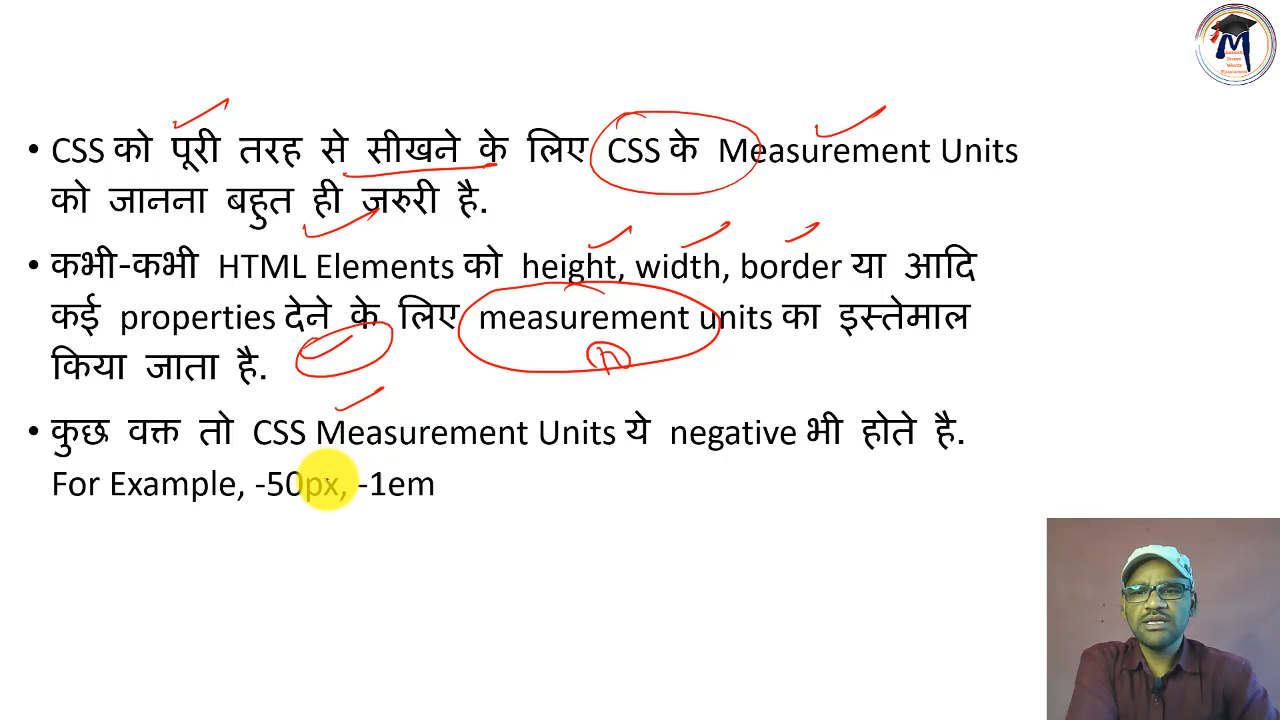 • CSS को पूरी तरह से सीखने के लिए CSS के Measurement Units
को जानना बहुत ही जरुरी है.
• कभी-कभी HTML Elements को height, width, border या आदि
कई properties देने के लिए measurement units का इस्तेमाल
किया जाता है.
• कुछ वक्त तो CSS Measurement Units ये negative भी होते है.
For Example, -50px, -1em